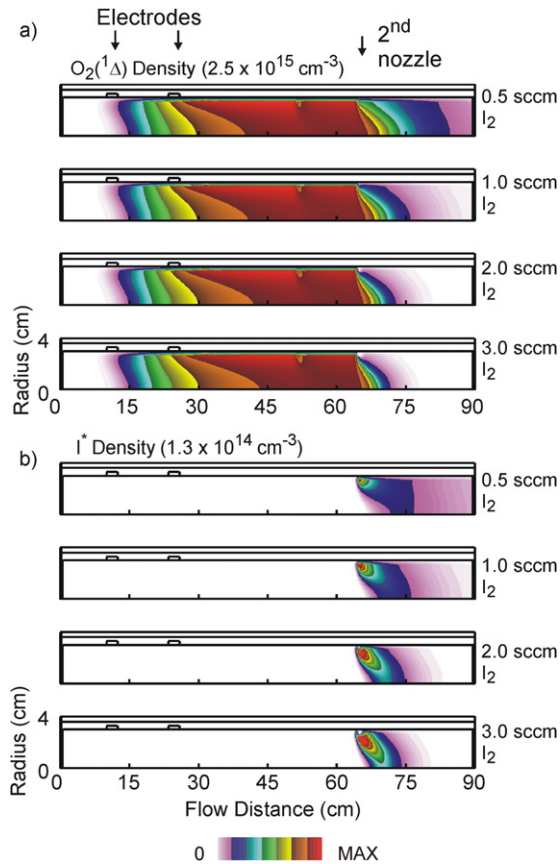 Electrodes
a)
2nd
nozzle
O2(1Δ) Density (2.5 x 10^15 cm-3)
0.5 sccm
I2
1.0 sccm
I2
2.0 sccm
I2
3.0 sccm
I2
Radius (cm)
4
0
0 15 30 45 60 75 90
b)
I* Density (1.3 x 10^14 cm-3)
0.5 sccm
I2
1.0 sccm
I2
2.0 sccm
I2
3.0 sccm
I2
Radius (cm)
4
0
0 15 30 45 60 75 90
Flow Distance (cm)
0 MAX